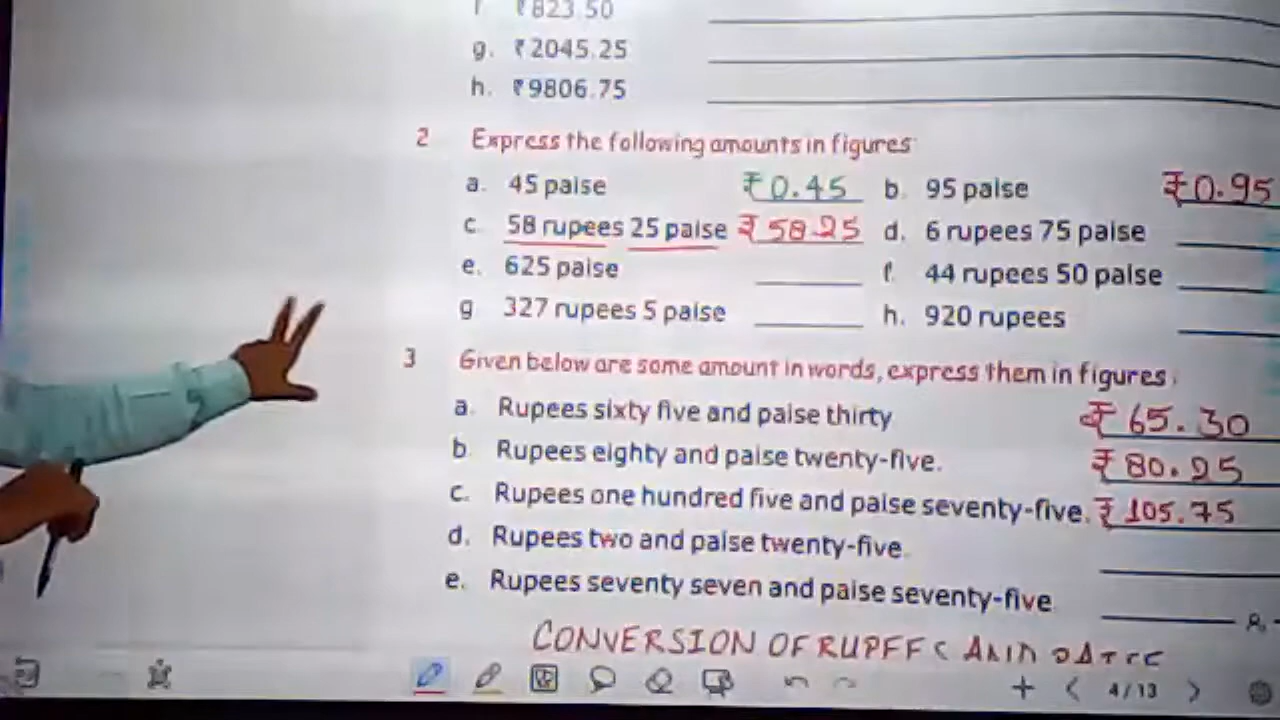 f. ₹823.50
g. ₹2045.25
h. ₹9806.75
2 Express the following amounts in figures
a. 45 paise ₹0.45 b. 95 paise ₹0.95
c. 58 rupees 25 paise ₹58.25 d. 6 rupees 75 paise
e. 625 paise f. 44 rupees 50 paise
g 327 rupees 5 paise h. 920 rupees
3 Given below are some amount in words, express them in figures.
a. Rupees sixty five and paise thirty ₹65.30
b. Rupees eighty and paise twenty-five. ₹80.25
c. Rupees one hundred five and paise seventy-five. ₹105.75
d. Rupees two and paise twenty-five.
e. Rupees seventy seven and paise seventy-five
CONVERSION OF RUPEES AND
4/13